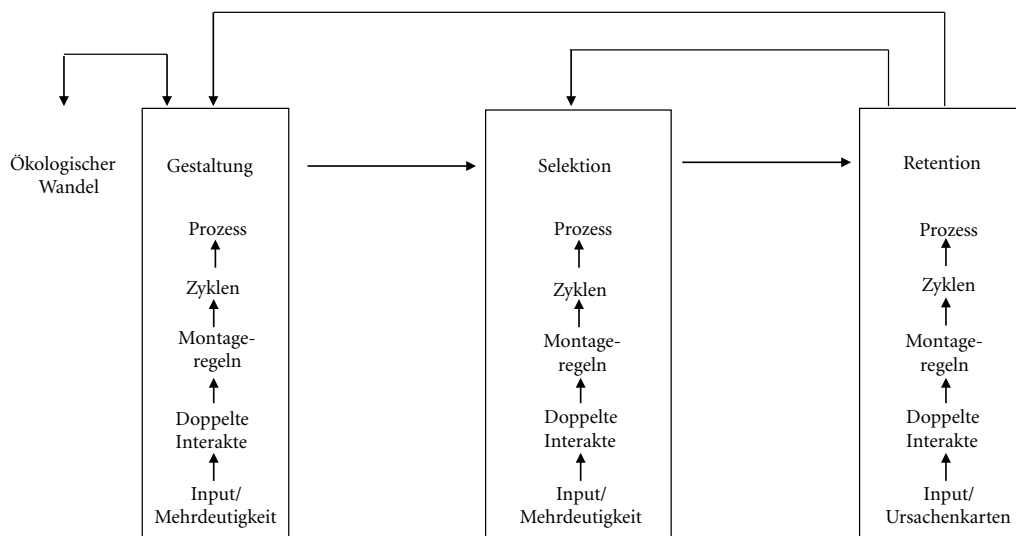 Ökologischer
Wandel
Gestaltung
Prozess
Zyklen
Montage-
regeln
Doppelte
Interakte
Input/
Mehrdeutigkeit
Selektion
Prozess
Zyklen
Montage-
regeln
Doppelte
Interakte
Input/
Mehrdeutigkeit
Retention
Prozess
Zyklen
Montage-
regeln
Doppelte
Interakte
Input/
Ursachenkarten